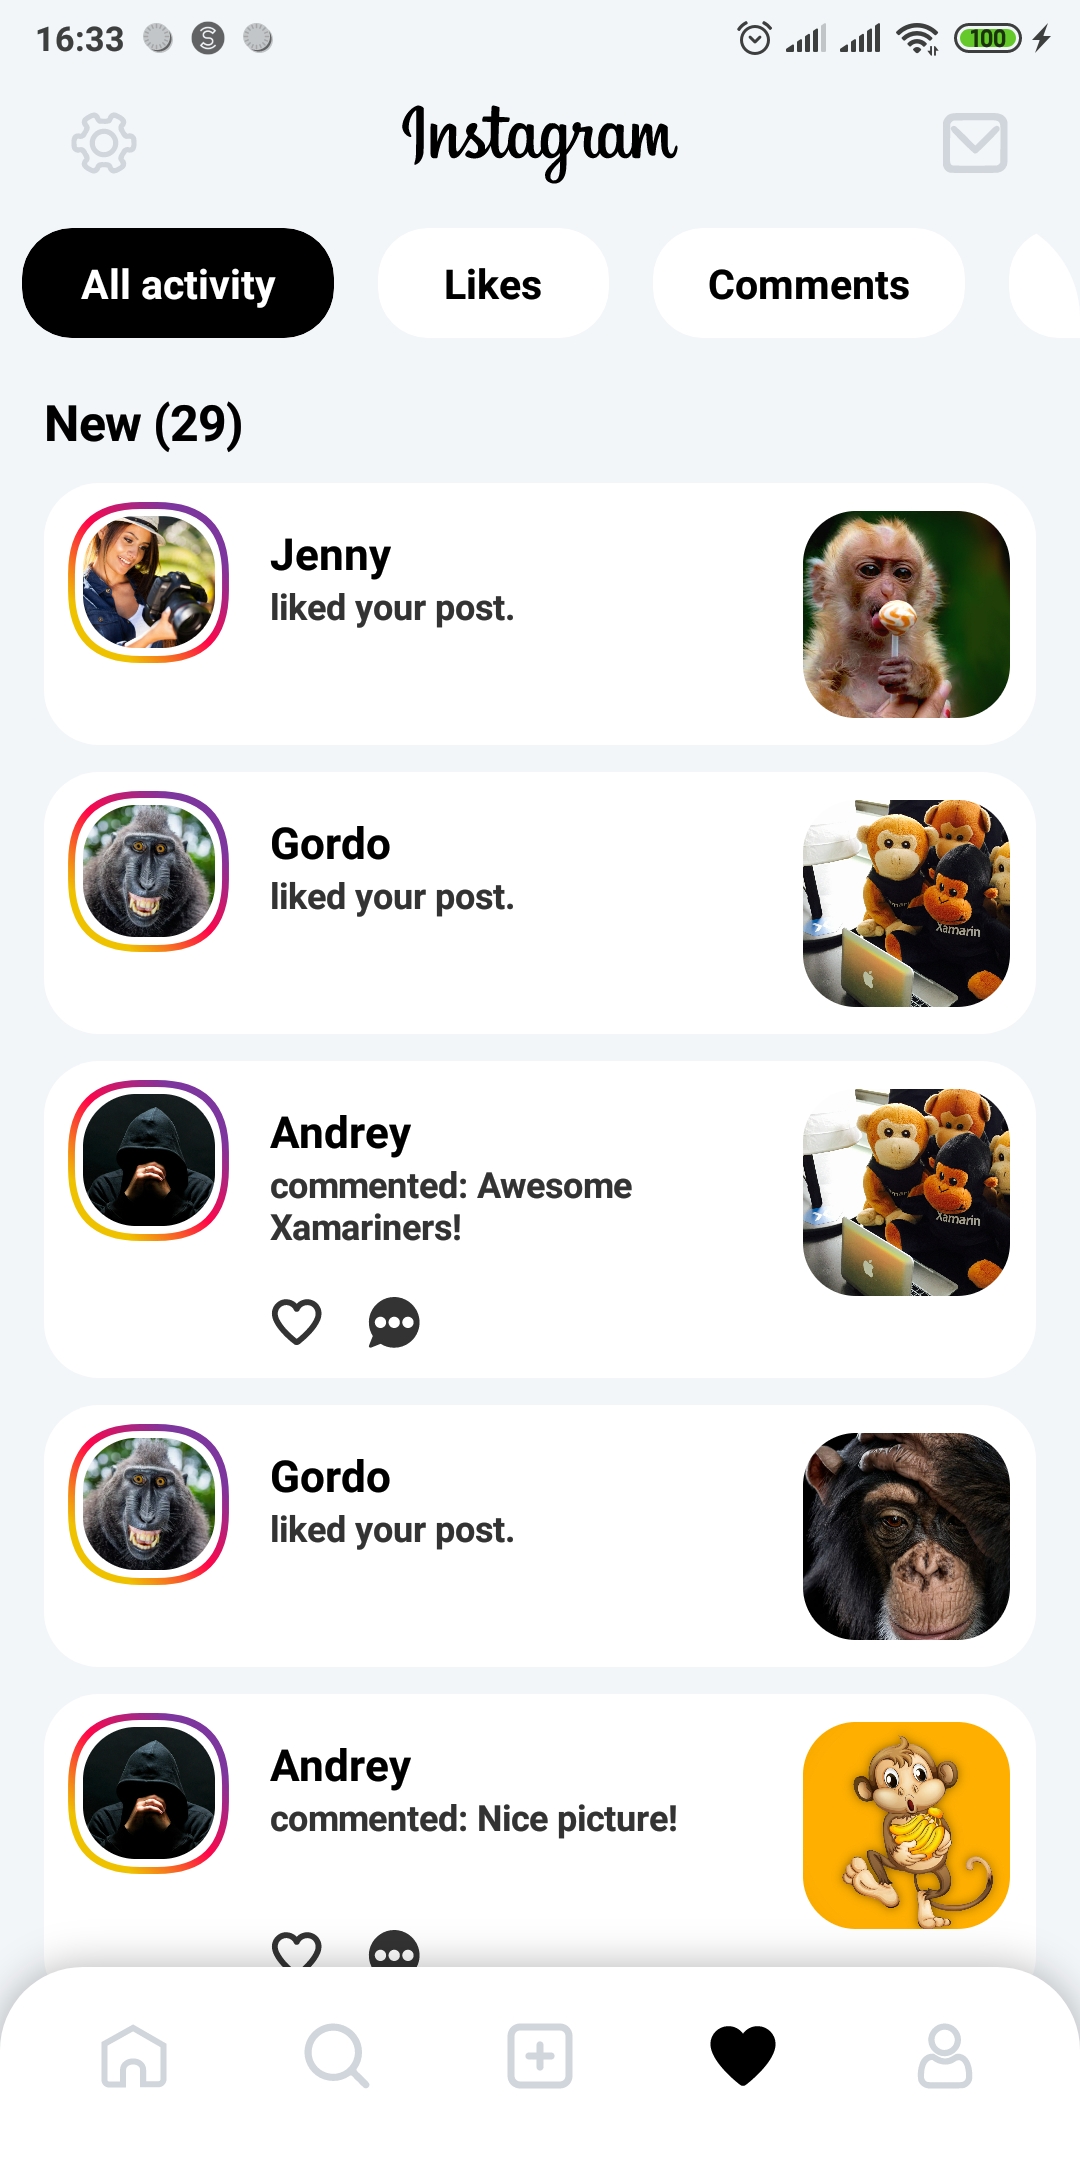 16:33
100
Instagram
All activity
Likes
Comments
New (29)
Jenny
liked your post.
Gordo
liked your post.
Xamarin
Andrey
commented: Awesome
Xamariners!
Xamarin
Gordo
liked your post.
Andrey
commented: Nice picture!